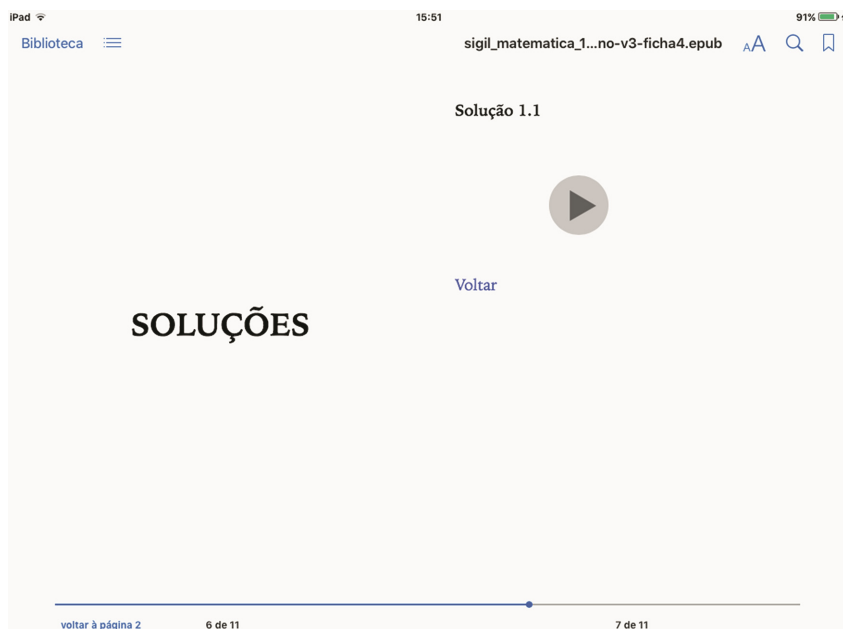 iPad 15:51 91%
Biblioteca sigil_matematica_1...no-v3-ficha4.epub AA
Solução 1.1
Voltar
SOLUÇÕES
voltar à página 2 6 de 11 7 de 11